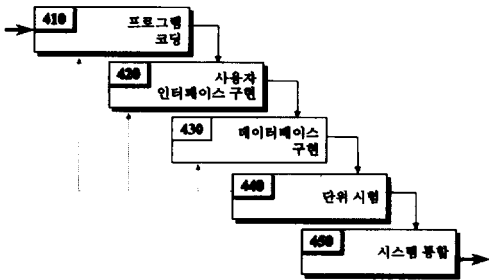 410
프로그램
코딩
420
사용자
인터페이스 구현
430
데이터베이스
구현
440
단위 시험
450
시스템 통합